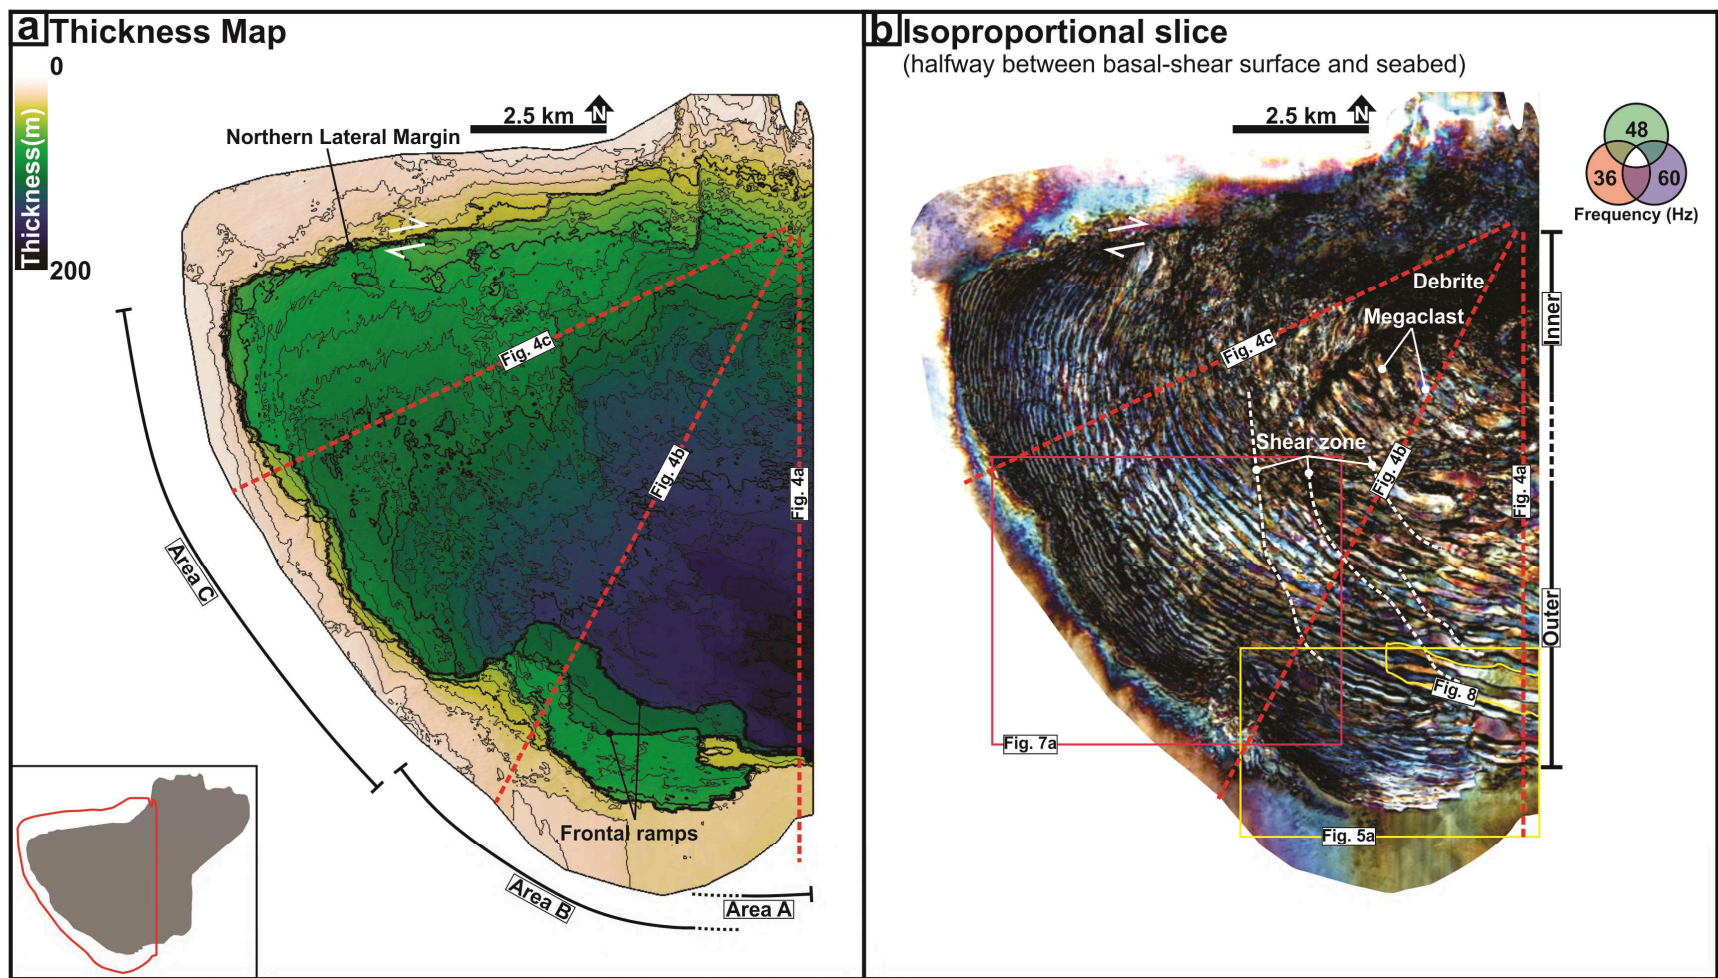 a Thickness Map
0
Thickness(m)
200
2.5 km N
Northern Lateral Margin
Fig. 4c
Fig. 4b
Fig. 4a
Area C
Frontal ramps
Area B
Area A
b Isoproportional slice
(halfway between basal-shear surface and seabed)
2.5 km N
48
36 60
Frequency (Hz)
Debrite
Megaclast
Inner
Fig. 4c
Shear zone
Fig. 4b
Fig. 4a
Outer
Fig. 8
Fig. 7a
Fig. 5a